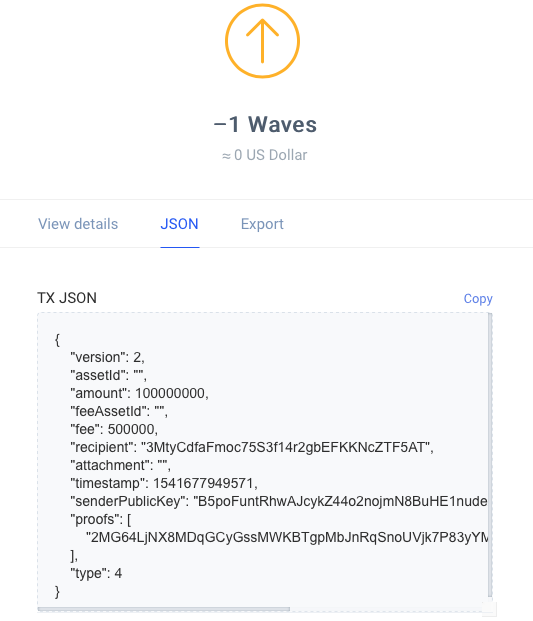 –1 Waves
≈ 0 US Dollar
View details JSON Export
TX JSON Copy
{
"version": 2,
"assetId": "",
"amount": 100000000,
"feeAssetId": "",
"fee": 500000,
"recipient": "3MtyCdfaFmoc75S3f14r2gbEFKKNcZTF5AT",
"attachment": "",
"timestamp": 1541677949571,
"senderPublicKey": "B5poFuntRhwAJcykZ44o2nojmN8BuHE1nude
"proofs": [
"2MG64LjNX8MDqGCyGssMWKBTgpMbJnRqSnoUVjk7P83yYM
],
"type": 4
}